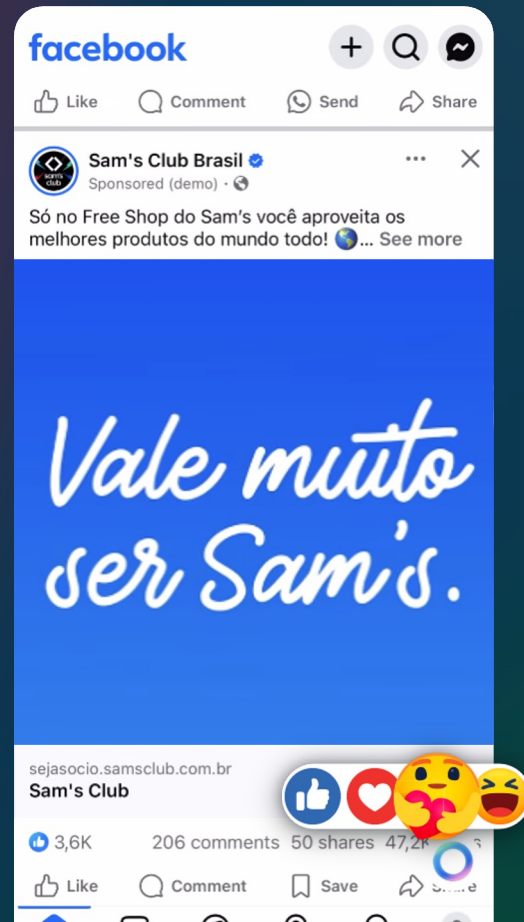 facebook
Like Comment Send Share
Sam's Club Brasil
Sponsored (demo) ·
sam's
club
Só no Free Shop do Sam's você aproveita os
melhores produtos do mundo todo! 🌎... See more
Vale muito
ser Sam's.
sejasocio.samsclub.com.br
Sam's Club
3,6K 206 comments 50 shares
Like Comment Save